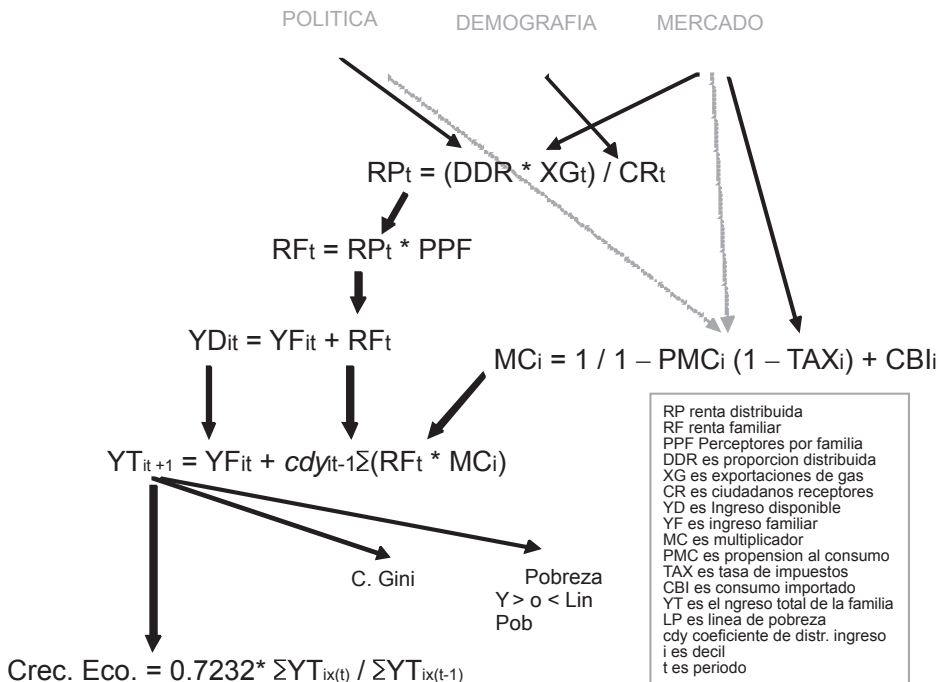 POLITICA DEMOGRAFIA MERCADO
RPt = (DDR * XGt) / CRt
RFt = RPt * PPF
YDit = YFit + RFt
MCi = 1 / 1 – PMCi (1 – TAXi) + CBIi
YTit +1 = YFit + cdyit-1Σ(RFt * MCi)
C. Gini
Pobreza
Y > o < Lin
Pob
Crec. Eco. = 0.7232* ΣYTix(t) / ΣYTix(t-1)
RP renta distribuida
RF renta familiar
PPF Perceptores por familia
DDR es proporcion distribuida
XG es exportaciones de gas
CR es ciudadanos receptores
YD es Ingreso disponible
YF es ingreso familiar
MC es multiplicador
PMC es propension al consumo
TAX es tasa de impuestos
CBI es consumo importado
YT es el ngreso total de la familia
LP es linea de pobreza
cdy coeficiente de distr. ingreso
i es decil
t es periodo